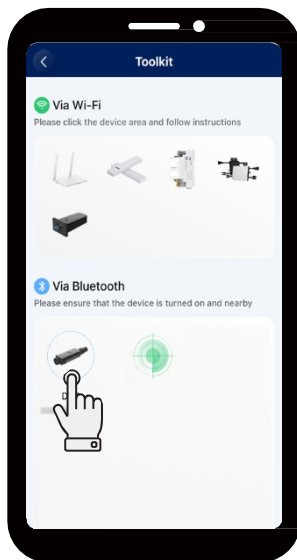 Toolkit
Via Wi-Fi
Please click the device area and follow instructions
Via Bluetooth
Please ensure that the device is turned on and nearby